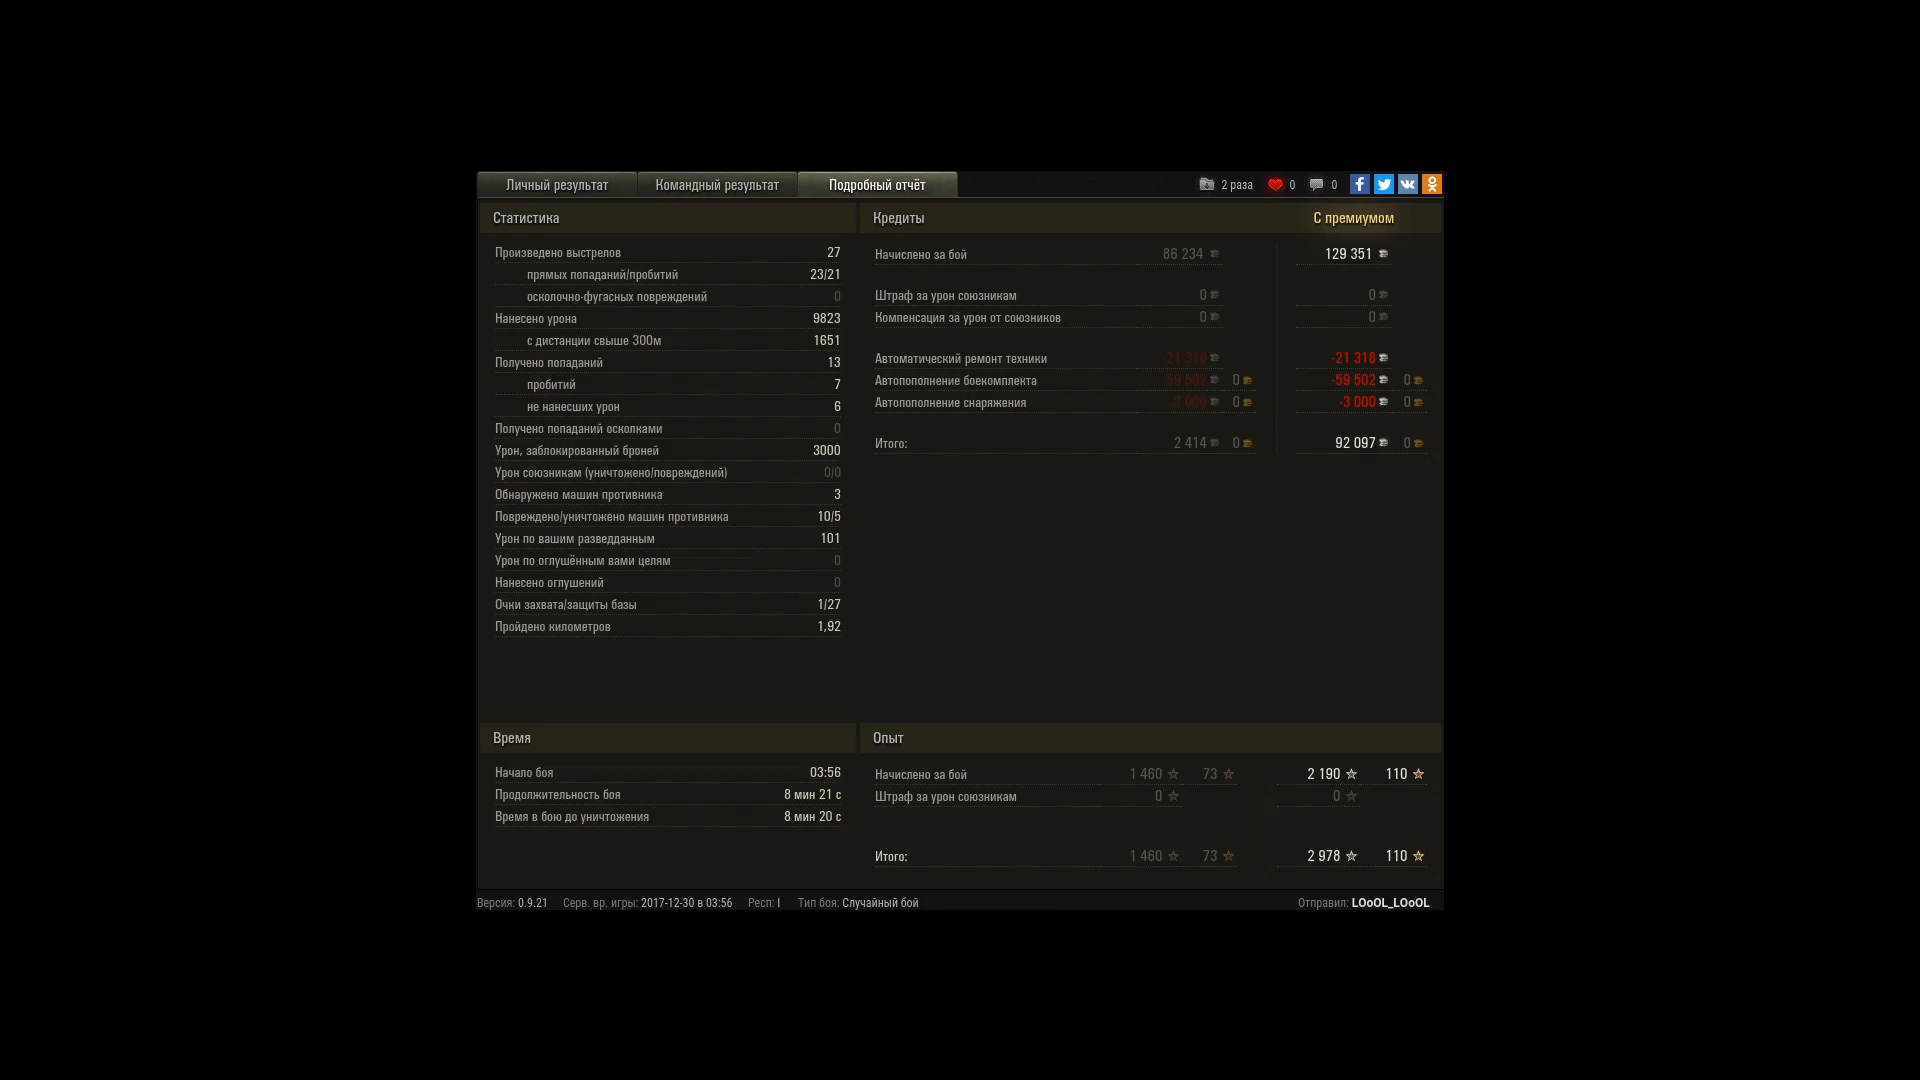 Личный результат Командный результат Подробный отчёт 2 раза 0 0
Статистика
Произведено выстрелов 27
прямых попаданий/пробитий 23/21
осколочно-фугасных повреждений 0
Нанесено урона 9823
с дистанции свыше 300м 1651
Получено попаданий 13
пробитий 7
не нанесших урон 6
Получено попаданий осколками 0
Урон, заблокированный броней 3000
Урон союзникам (уничтожено/повреждений) 0/0
Обнаружено машин противника 3
Повреждено/уничтожено машин противника 10/5
Урон по вашим разведданным 101
Урон по оглушённым вами целям 0
Нанесено оглушений 0
Очки захвата/защиты базы 1/27
Пройдено километров 1,92
Кредиты С премиумом
Начислено за бой 86 234 129 351
Штраф за урон союзникам 0 0
Компенсация за урон от союзников 0 0
Автоматический ремонт техники -21 318 -21 318
Автопополнение боекомплекта -59 502 0 -59 502 0
Автопополнение снаряжения -3 000 0 -3 000 0
Итого: 2 414 0 92 097 0
Время
Начало боя 03:56
Продолжительность боя 8 мин 21 с
Время в бою до уничтожения 8 мин 20 с
Опыт
Начислено за бой 1 460 73 2 190 110
Штраф за урон союзникам 0 0
Итого: 1 460 73 2 978 110
Версия: 0.9.21 Серв. вр. игры: 2017-12-30 в 03:56 Респ: I Тип боя: Случайный бой Отправил: LOoOL_LOoOL